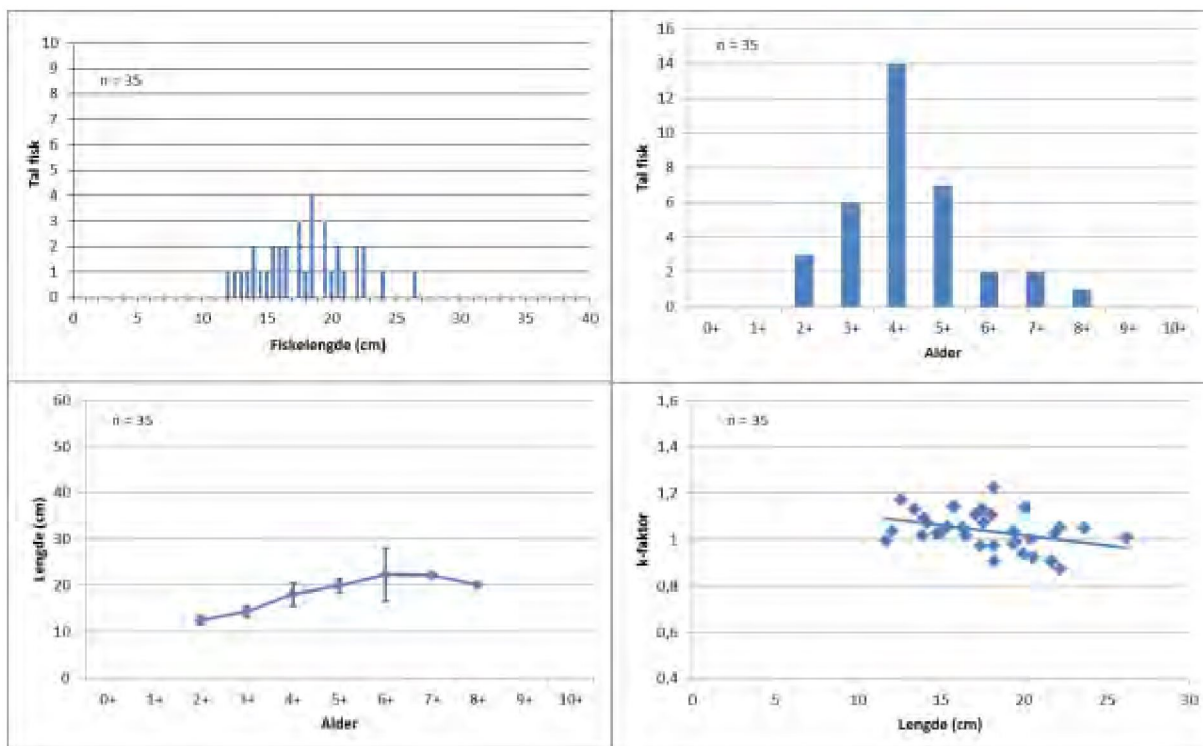 10
9
8
7
6
5
4
3
2
1
0
n = 35
Tal fisk
0 5 10 15 20 25 30 35 40
Fiskelengde (cm)
16
14
12
10
8
6
4
2
0
n = 35
Tal fisk
0+ 1+ 2+ 3+ 4+ 5+ 6+ 7+ 8+ 9+ 10+
Alder
60
50
40
30
20
10
0
n = 35
Lengde (cm)
0+ 1+ 2+ 3+ 4+ 5+ 6+ 7+ 8+ 9+ 10+
Alder
1,6
1,4
1,2
1
0,8
0,6
0,4
n = 35
k-faktor
0 10 15 20 25 30
Lengde (cm)